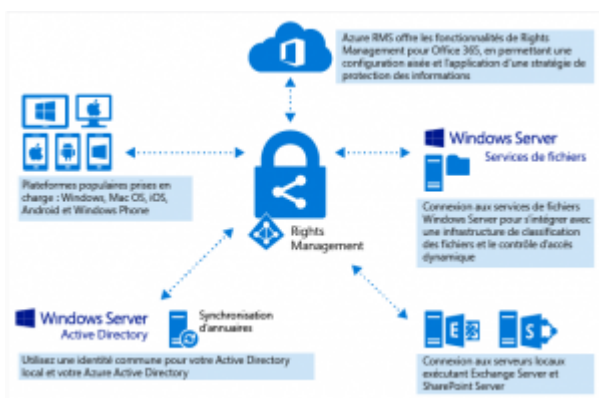 Azure RMS offre les fonctionnalités de Rights
Management pour Office 365, en permettant une
configuration aisée et l'application d'une stratégie de
protection des informations
Windows Server
Services de fichiers
Plateformes populaires prises en
charge : Windows, Mac OS, iOS,
Android et Windows Phone
Connexion aux services de fichiers
Windows Server pour s'intégrer avec
une infrastructure de classification
des fichiers et le contrôle d'accès
dynamique
Rights
Management
Windows Server
Active Directory
Synchronisation
d'annuaires
Utilisez une identité commune pour votre Active Directory
local et votre Azure Active Directory
E
S
Connexion aux serveurs locaux
exécutant Exchange Server et
SharePoint Server